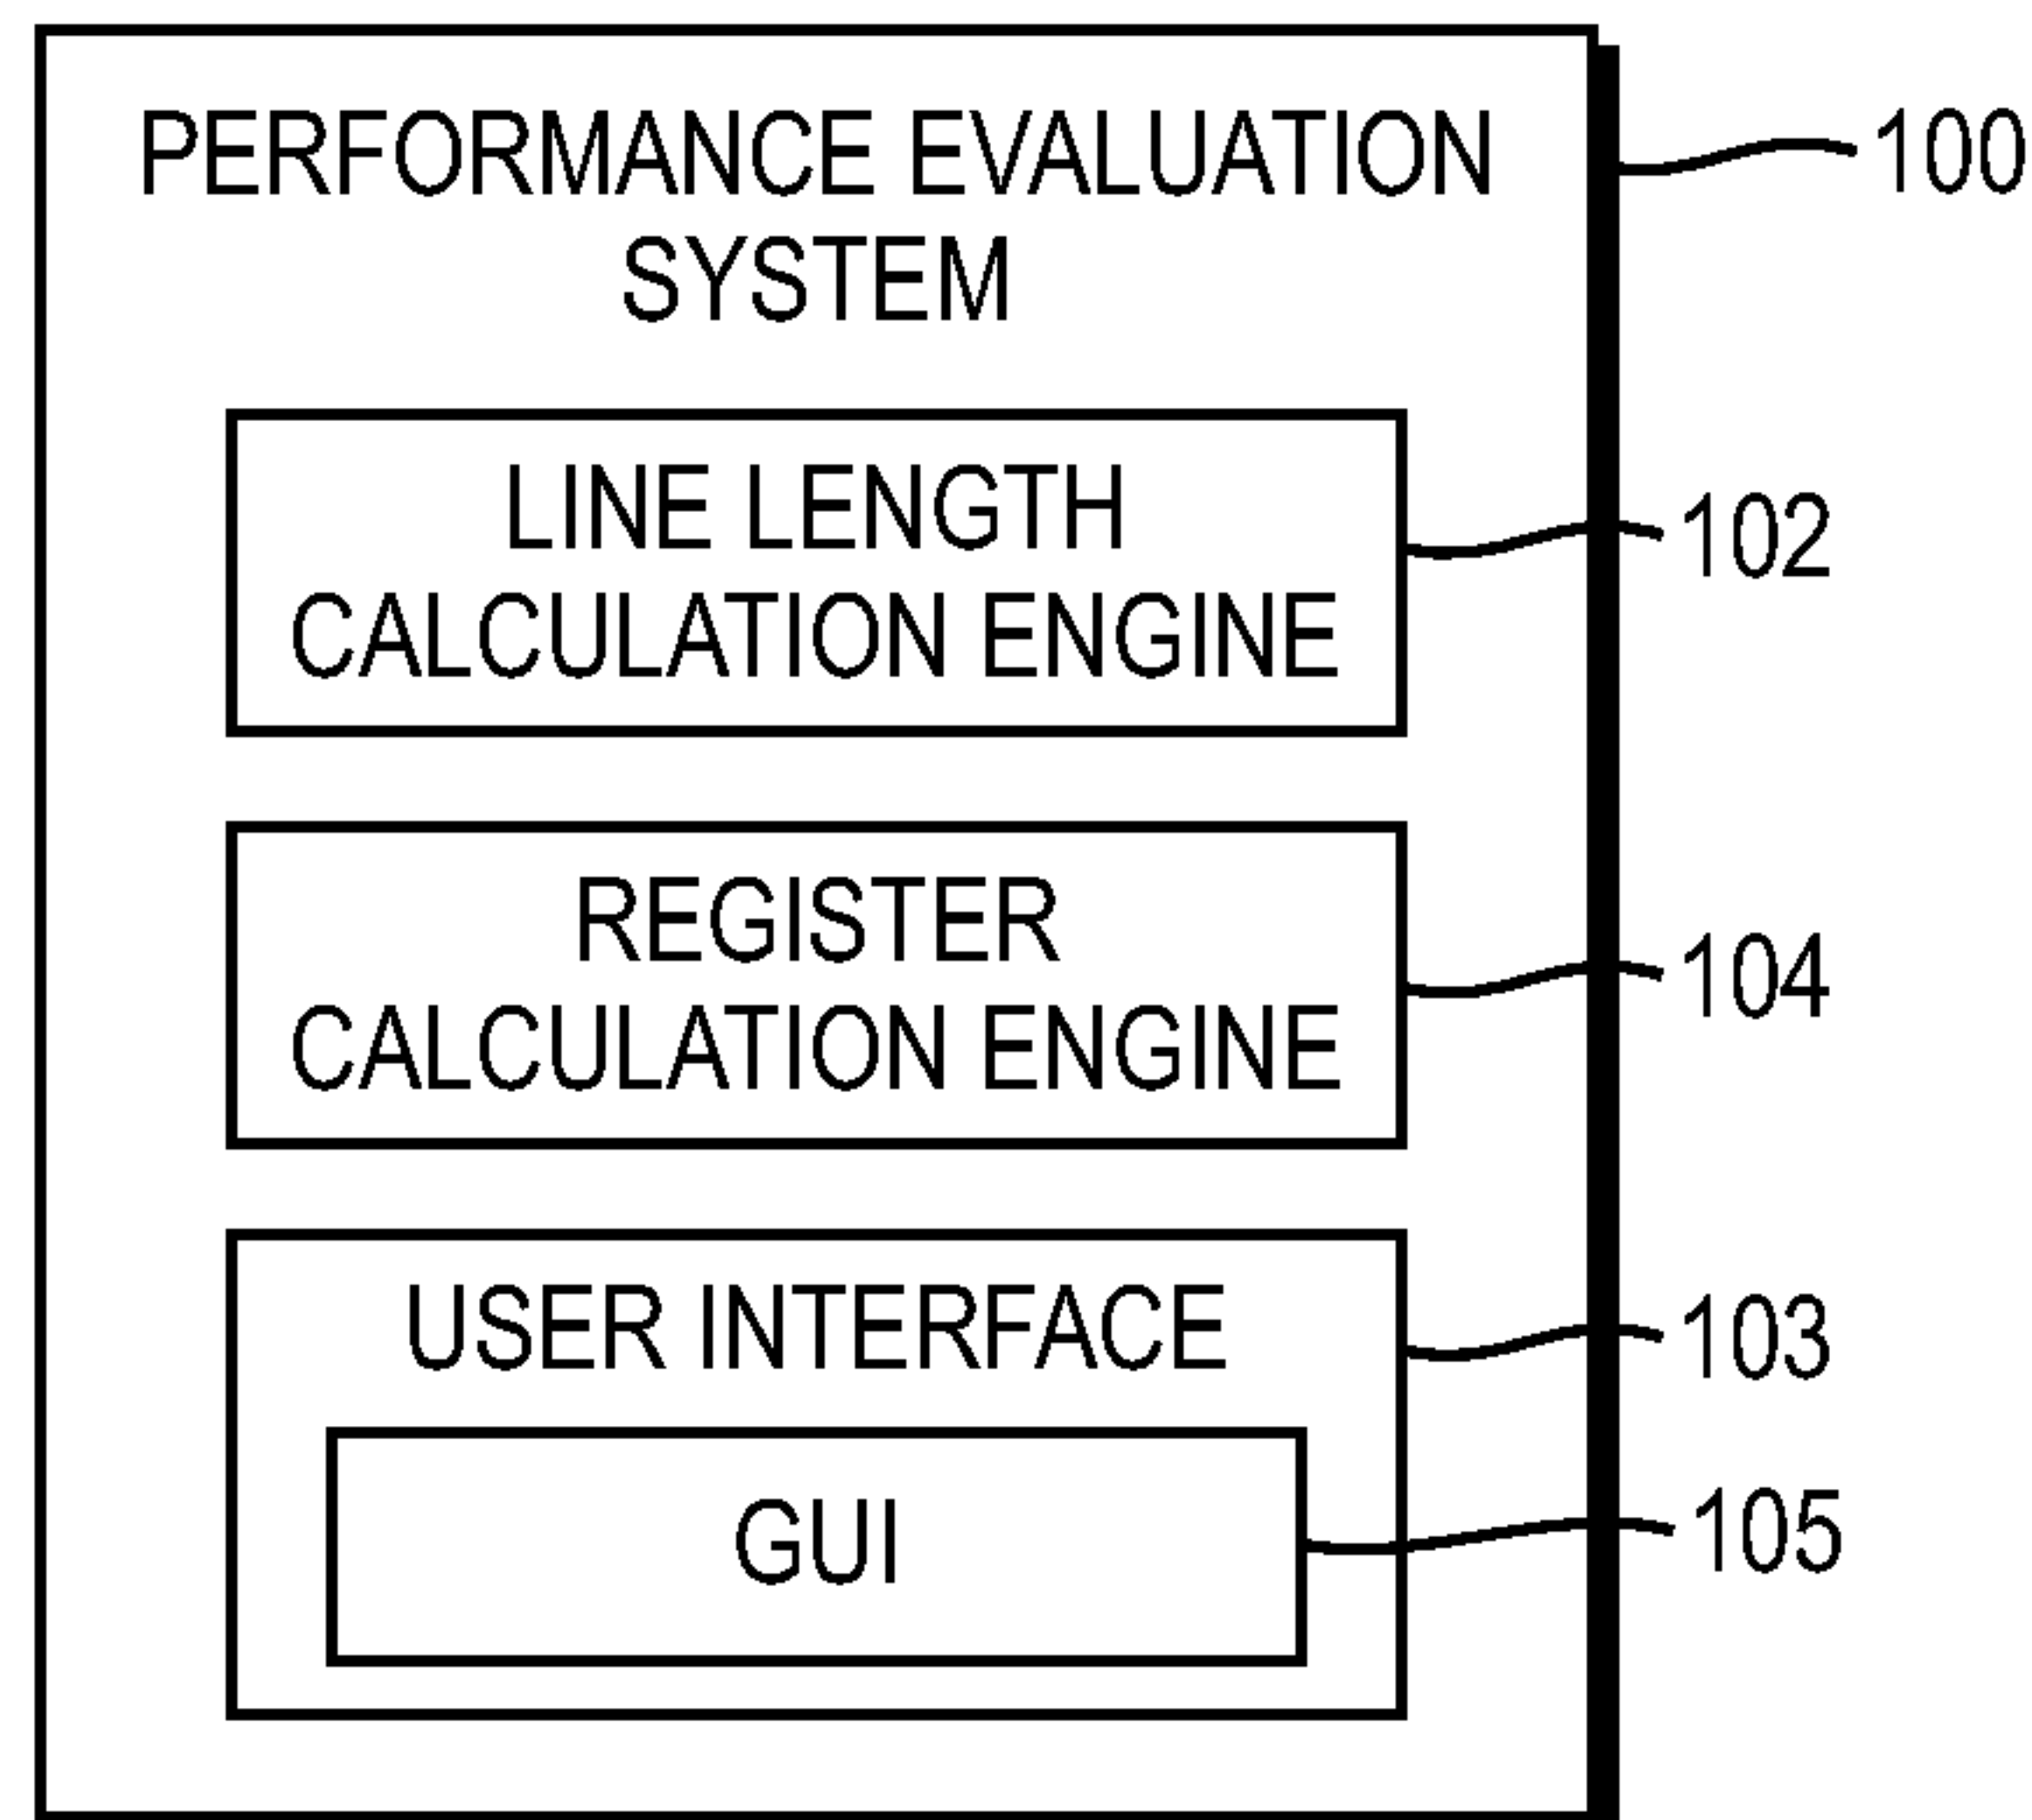 PERFORMANCE EVALUATION
SYSTEM
100
LINE LENGTH
CALCULATION ENGINE
102
REGISTER
CALCULATION ENGINE
104
USER INTERFACE
103
GUI
105